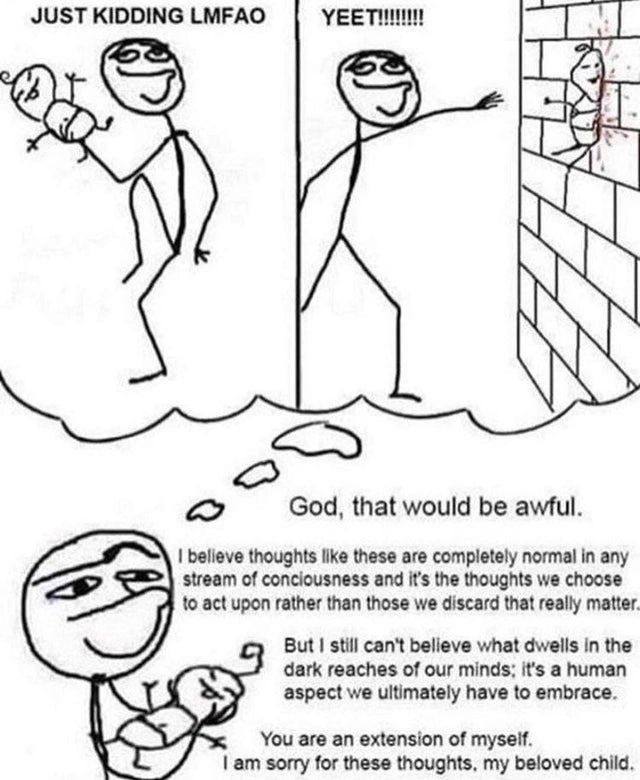 JUST KIDDING LMFAO
YEET!!!!!!!!
God, that would be awful.
I believe thoughts like these are completely normal in any
stream of conciousness and it's the thoughts we choose
to act upon rather than those we discard that really matter.
But I still can't believe what dwells in the
dark reaches of our minds; it's a human
aspect we ultimately have to embrace.
You are an extension of myself.
I am sorry for these thoughts, my beloved child.